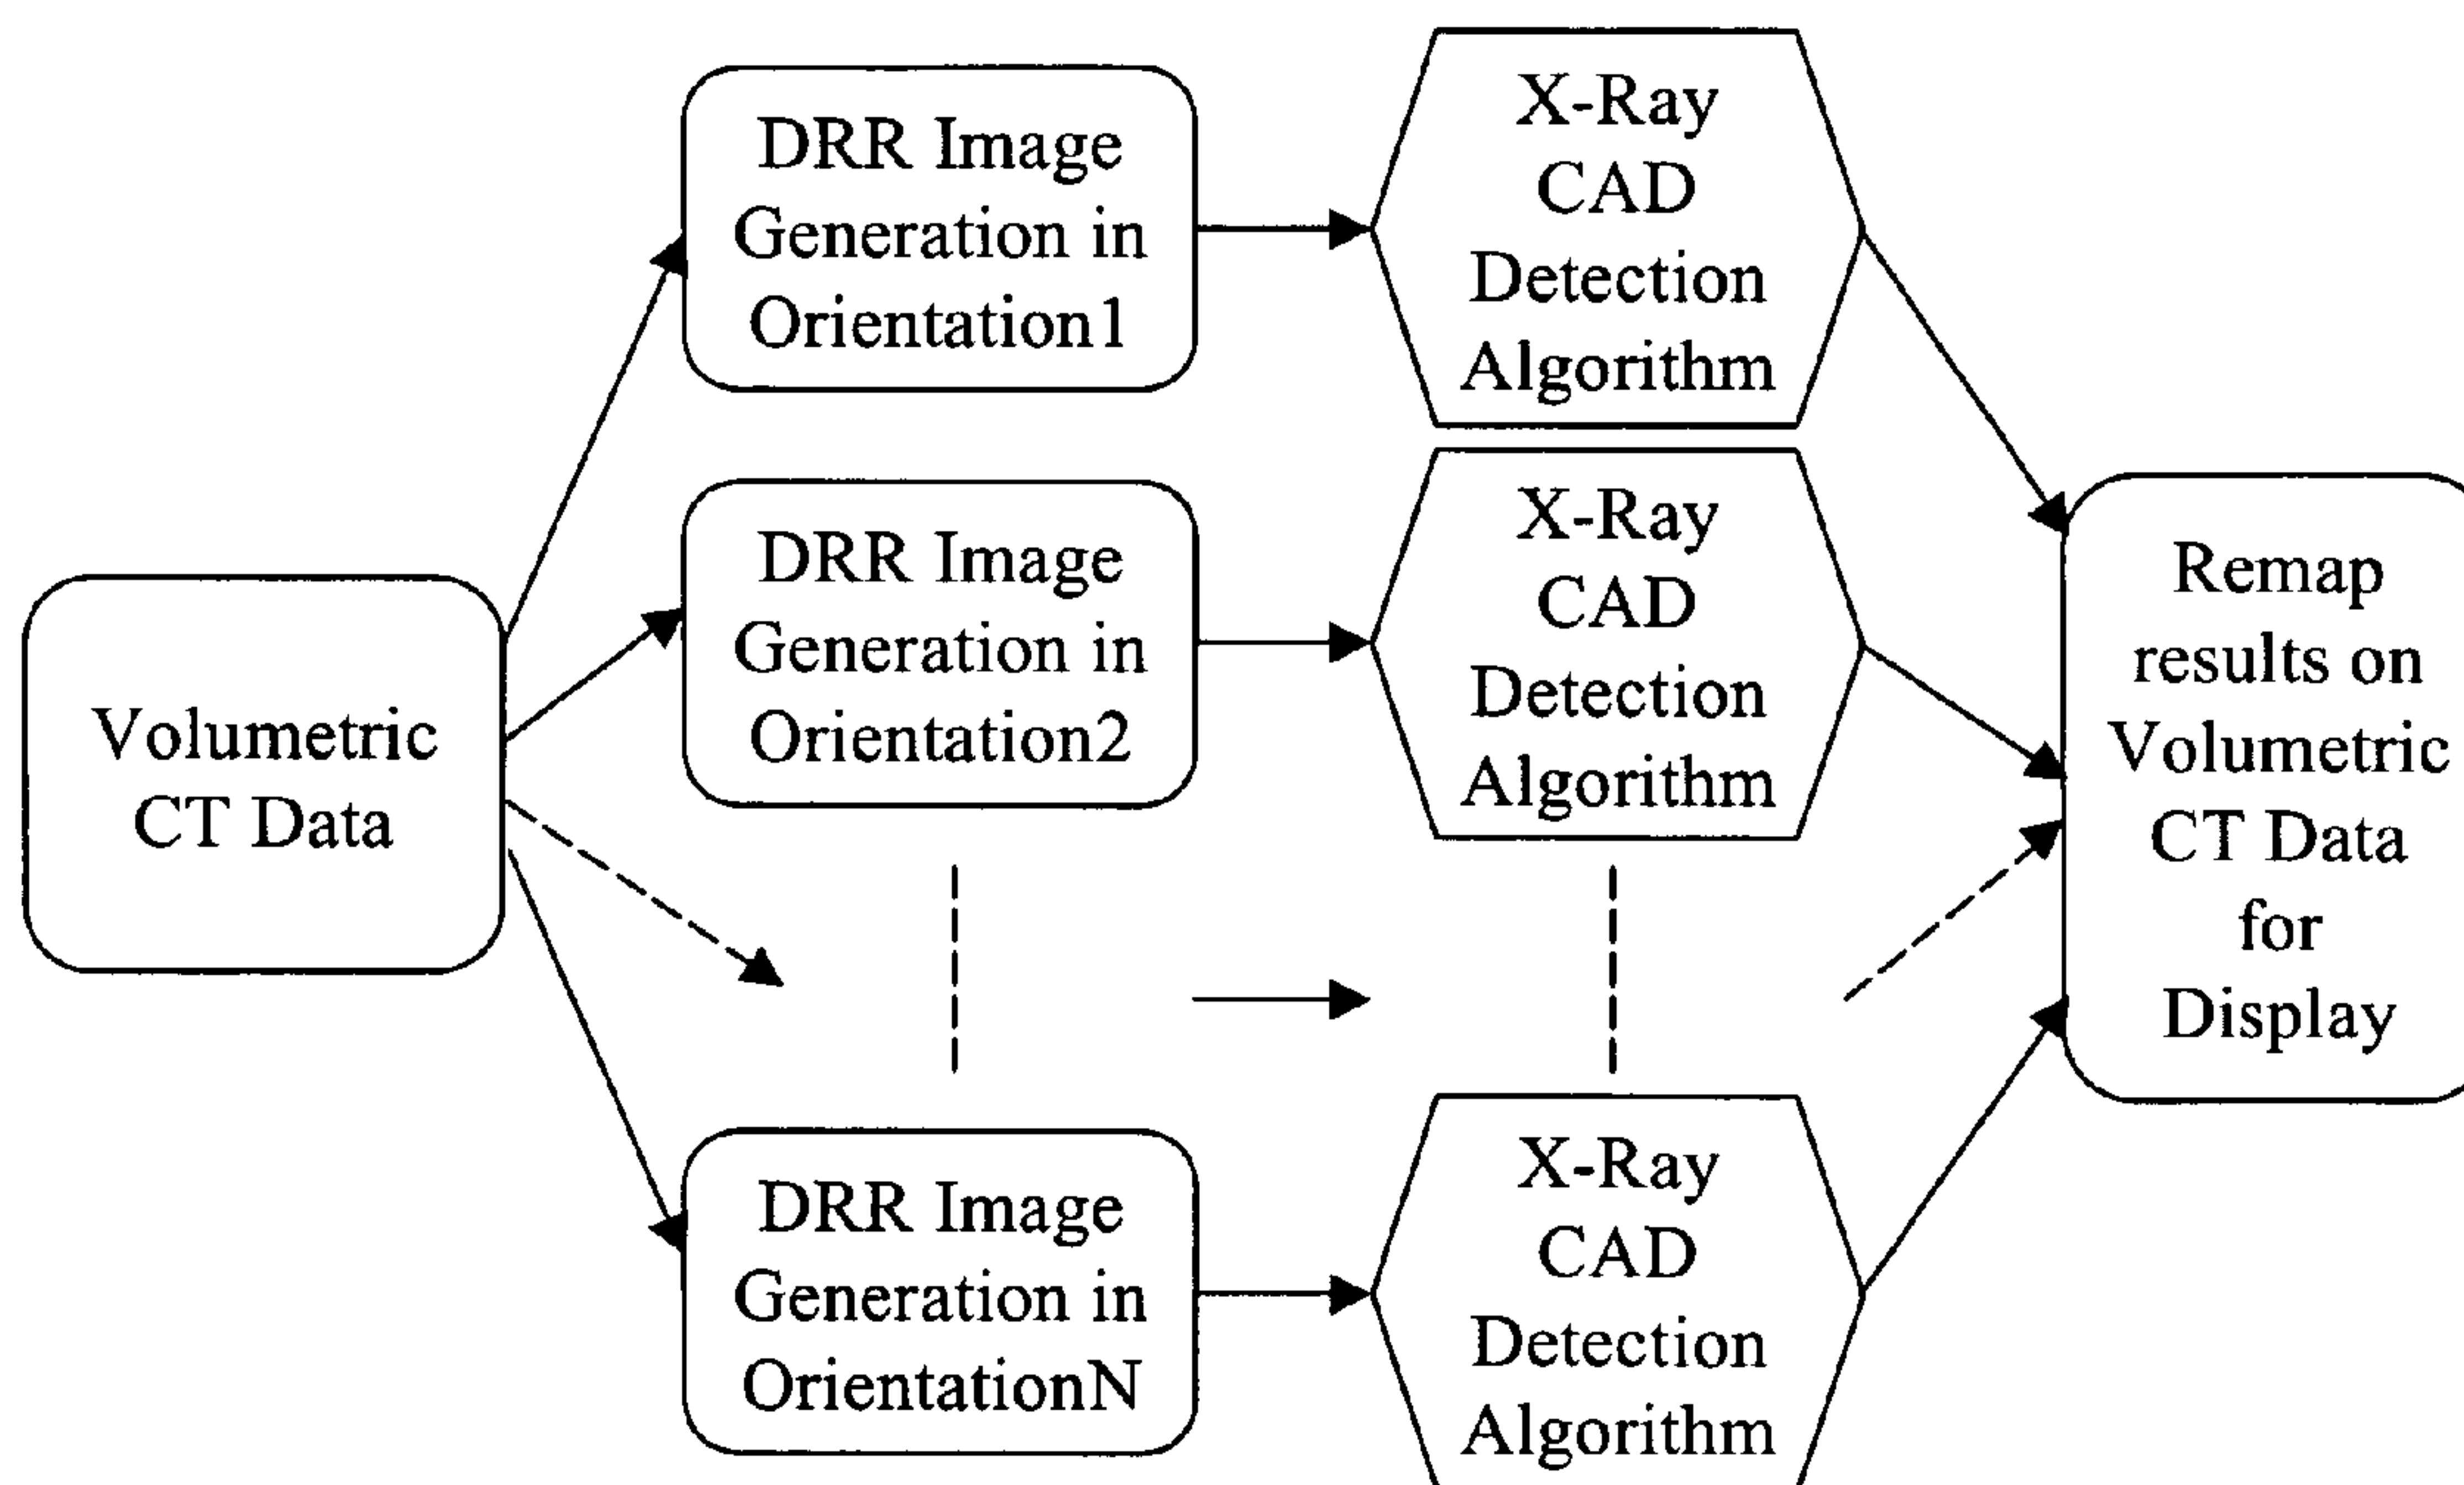 Volumetric
CT Data
DRR Image
Generation in
Orientation1
X-Ray
CAD
Detection
Algorithm
DRR Image
Generation in
Orientation2
X-Ray
CAD
Detection
Algorithm
DRR Image
Generation in
OrientationN
X-Ray
CAD
Detection
Algorithm
Remap
results on
Volumetric
CT Data
for
Display